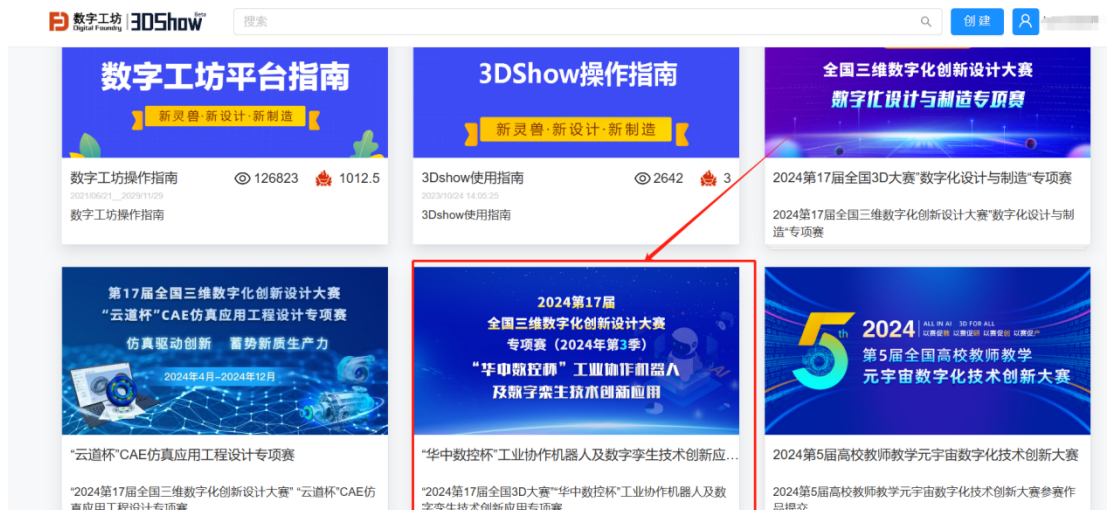 数字工坊 3DShow Beta
Digital Foundry
搜索
创建
数字工坊平台指南
新灵兽·新设计·新制造
数字工坊操作指南 126823 1012.5
2021/06/21__2029/11/29
数字工坊操作指南
3DShow操作指南
新灵兽·新设计·新制造
3Dshow使用指南 2642 3
2023/10/24 14:05:25
3Dshow使用指南
全国三维数字化创新设计大赛
数字化设计与制造专项赛
2024第17届全国3D大赛"数字化设计与制造"专项赛
2024第17届全国三维数字化创新设计大赛"数字化设计与制
造"专项赛
第17届全国三维数字化创新设计大赛
“云道杯”CAE仿真应用工程设计专项赛
仿真驱动创新 蓄势新质生产力
2024年4月-2024年12月
“云道杯”CAE仿真应用工程设计专项赛
“2024第17届全国三维数字化创新设计大赛” “云道杯”CAE仿
真应用工程设计专项赛
2024第17届
全国三维数字化创新设计大赛
专项赛（2024年第3季）
“华中数控杯”工业协作机器人
及数字孪生技术创新应用
“华中数控杯”工业协作机器人及数字孪生技术创新应...
“2024第17届全国3D大赛”“华中数控杯”工业协作机器人及数
字孪生技术创新应用专项赛
5th
2024 ALL IN AI 3D FOR ALL
以赛促教 以赛促研 以赛促创 以赛促产
第5届全国高校教师教学
元宇宙数字化技术创新大赛
2024第5届高校教师教学元宇宙数字化技术创新大赛
2024第5届高校教师教学元宇宙数字化技术创新大赛参赛作
品提交